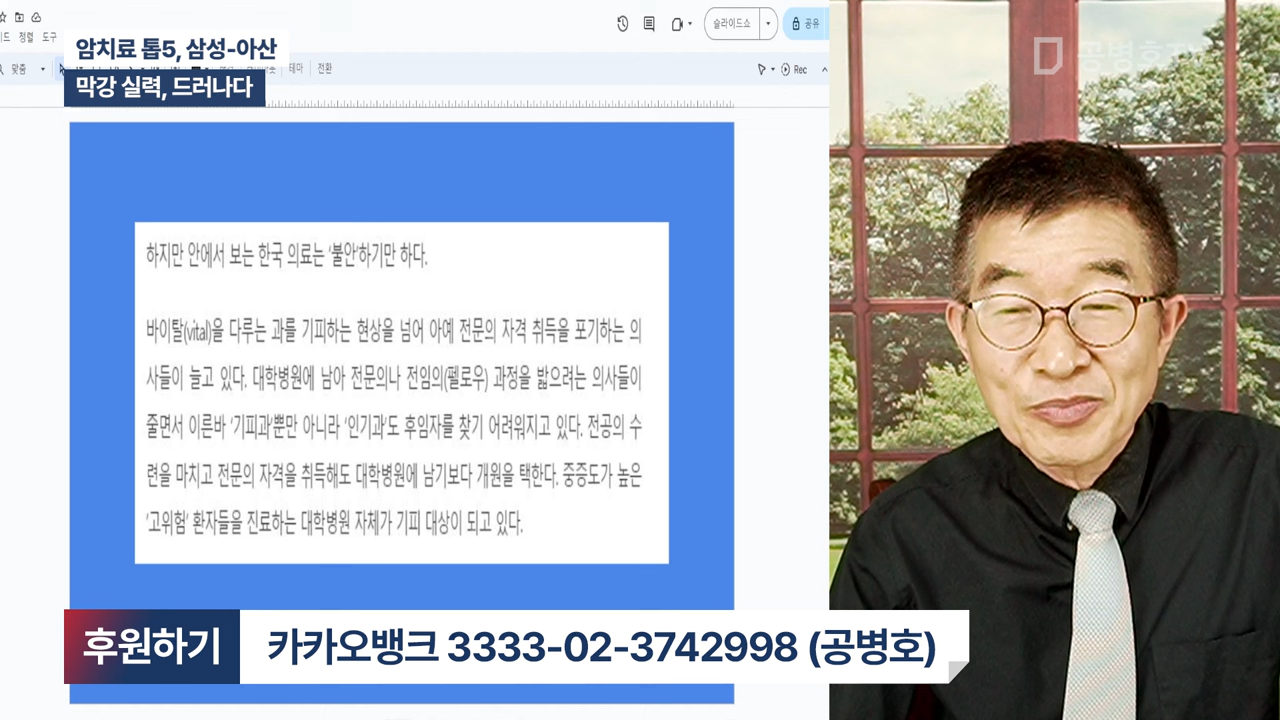 슬라이드쇼
공유
정렬 도구
암치료 톱5, 삼성-아산
막강 실력, 드러나다
맞춤
테마
전환
Rec
공병호
하지만 안에서 보는 한국 의료는 '불안'하기만 하다.
바이탈(vital)을 다루는 과를 기피하는 현상을 넘어 아예 전문의 자격 취득을 포기하는 의
사들이 늘고 있다. 대학병원에 남아 전문의나 전임의(펠로우) 과정을 밟으려는 의사들이
줄면서 이른바 '기피과'뿐만 아니라 '인기과'도 후임자를 찾기 어려워지고 있다. 전공의 수
련을 마치고 전문의 자격을 취득해도 대학병원에 남기보다 개원을 택한다. 중증도가 높은
'고위험' 환자들을 진료하는 대학병원 자체가 기피 대상이 되고 있다.
후원하기
카카오뱅크 3333-02-3742998 (공병호)